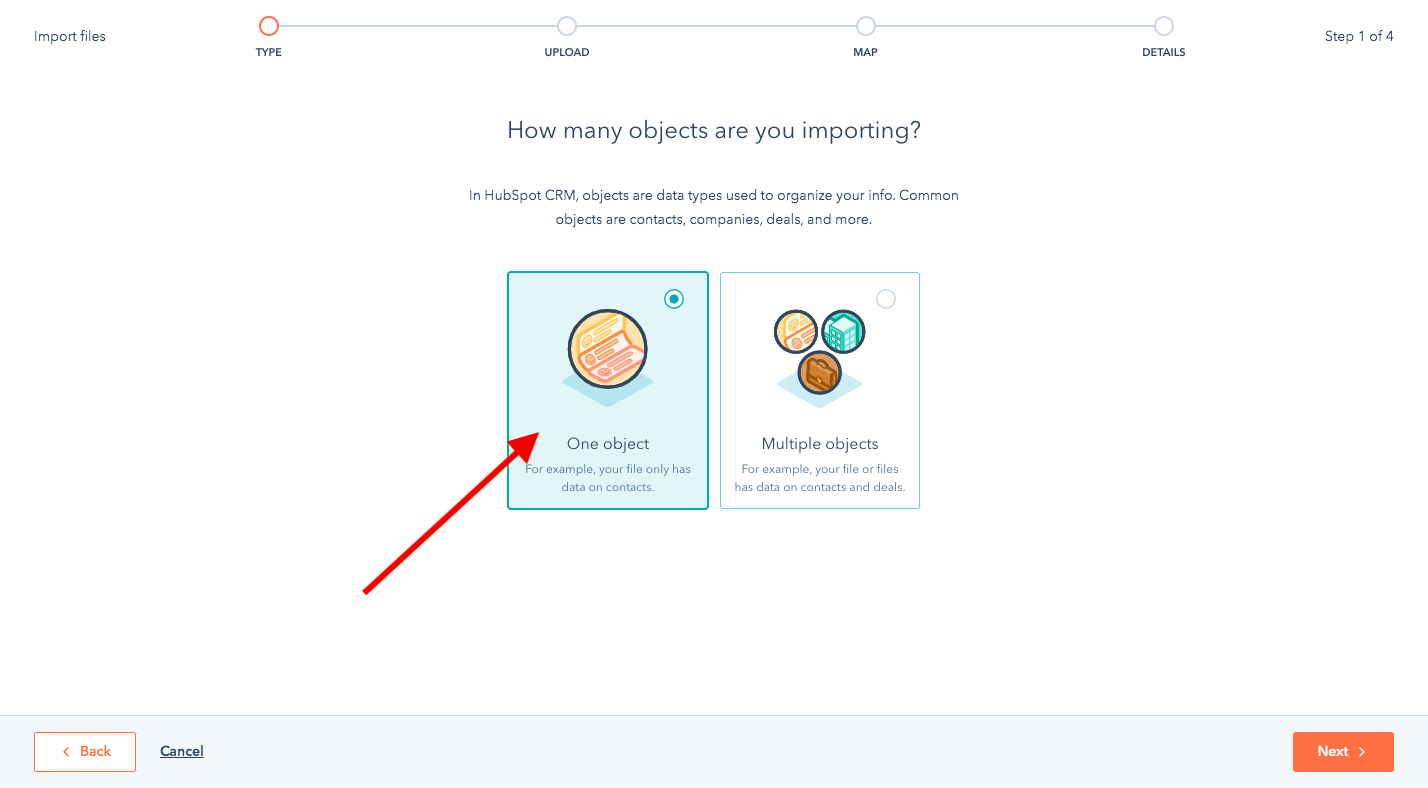 Import files
TYPE
UPLOAD
MAP
DETAILS
Step 1 of 4
How many objects are you importing?
In HubSpot CRM, objects are data types used to organize your info. Common
objects are contacts, companies, deals, and more.
One object
For example, your file only has
data on contacts.
Multiple objects
For example, your file or files
has data on contacts and deals.
Back
Cancel
Next